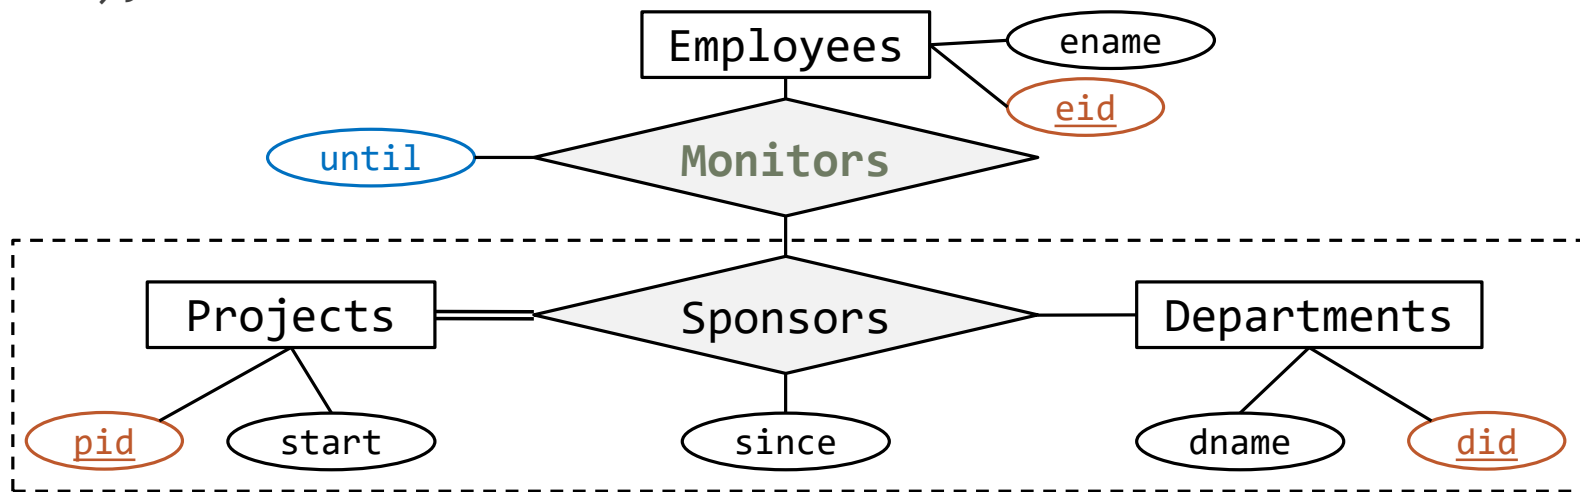 Employees
ename
eid
until
Monitors
Projects
Sponsors
Departments
pid
start
since
dname
did